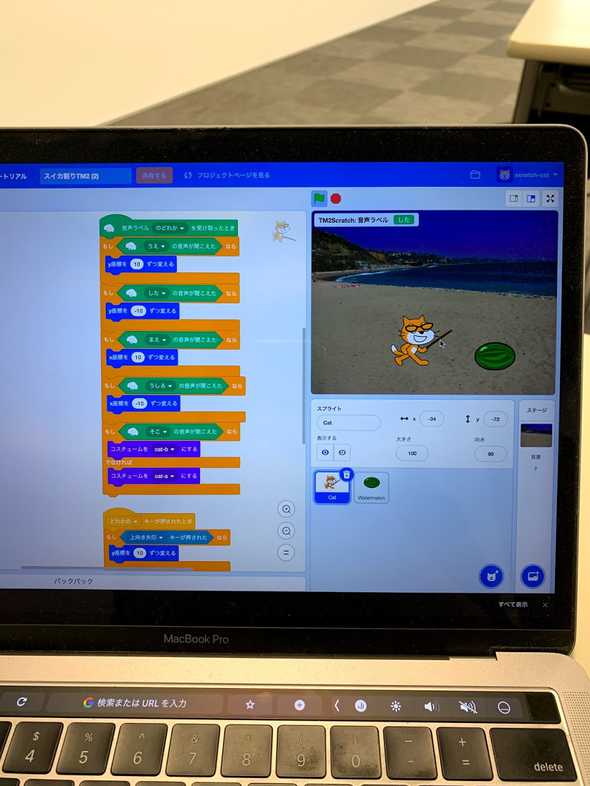 ートリアル
スイカ割りTM2 (2)
共有する
プロジェクトページを見る
scratch-cat
音声ラベル のどれか を受け取ったとき
もし うえ の音声が聞こえた なら
y座標を 10 ずつ変える
もし した の音声が聞こえた なら
y座標を -10 ずつ変える
もし まえ の音声が聞こえた なら
x座標を 10 ずつ変える
もし うしろ の音声が聞こえた なら
x座標を -10 ずつ変える
もし そこ の音声が聞こえた なら
コスチュームを cat-b にする
でなければ
コスチュームを cat-a にする
どれかの キーが押されたとき
もし 上向き矢印 キーが押された なら
y座標を 10 ずつ変える
バックパック
TM2Scratch: 音声ラベル した
スプライト
Cat
x -34
y -72
表示する
大きさ
100
向き
90
Cat
Watermelon
ステージ
背景
すべて表示
MacBook Pro
検索または URL を入力
$ % ^ & * ( ) – +
4 5 6 7 8 9 0 - =
delete